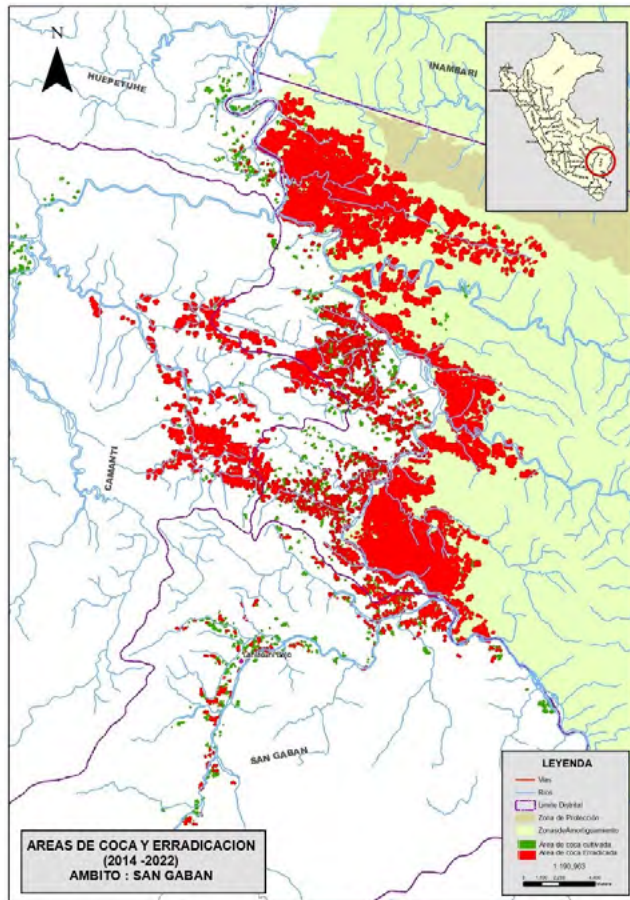 N
HUEPETUHE
INAMBARI
CAMANTI
SAN GABAN
LEYENDA
Vias
Rios
Limite Distrital
Zona de Protección
Zona de Amortiguamiento
Area de coca cultivada
Area de coca Erradicada
1:190,963
AREAS DE COCA Y ERRADICACION
(2014 -2022)
AMBITO : SAN GABAN